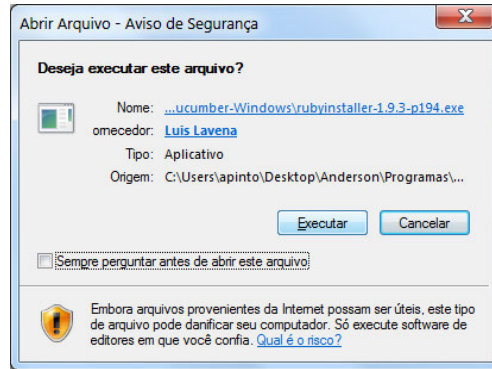 Abrir Arquivo - Aviso de Segurança
Deseja executar este arquivo?
Nome: ...ucumber-Windows\rubyinstaller-1.9.3-p194.exe
omecedor: Luis Lavena
Tipo: Aplicativo
Origem: C:\Users\apinto\Desktop\Anderson\Programas\...
Executar Cancelar
Sempre perguntar antes de abrir este arquivo
Embora arquivos provenientes da Internet possam ser úteis, este tipo
de arquivo pode danificar seu computador. Só execute software de
editores em que você confia. Qual é o risco?